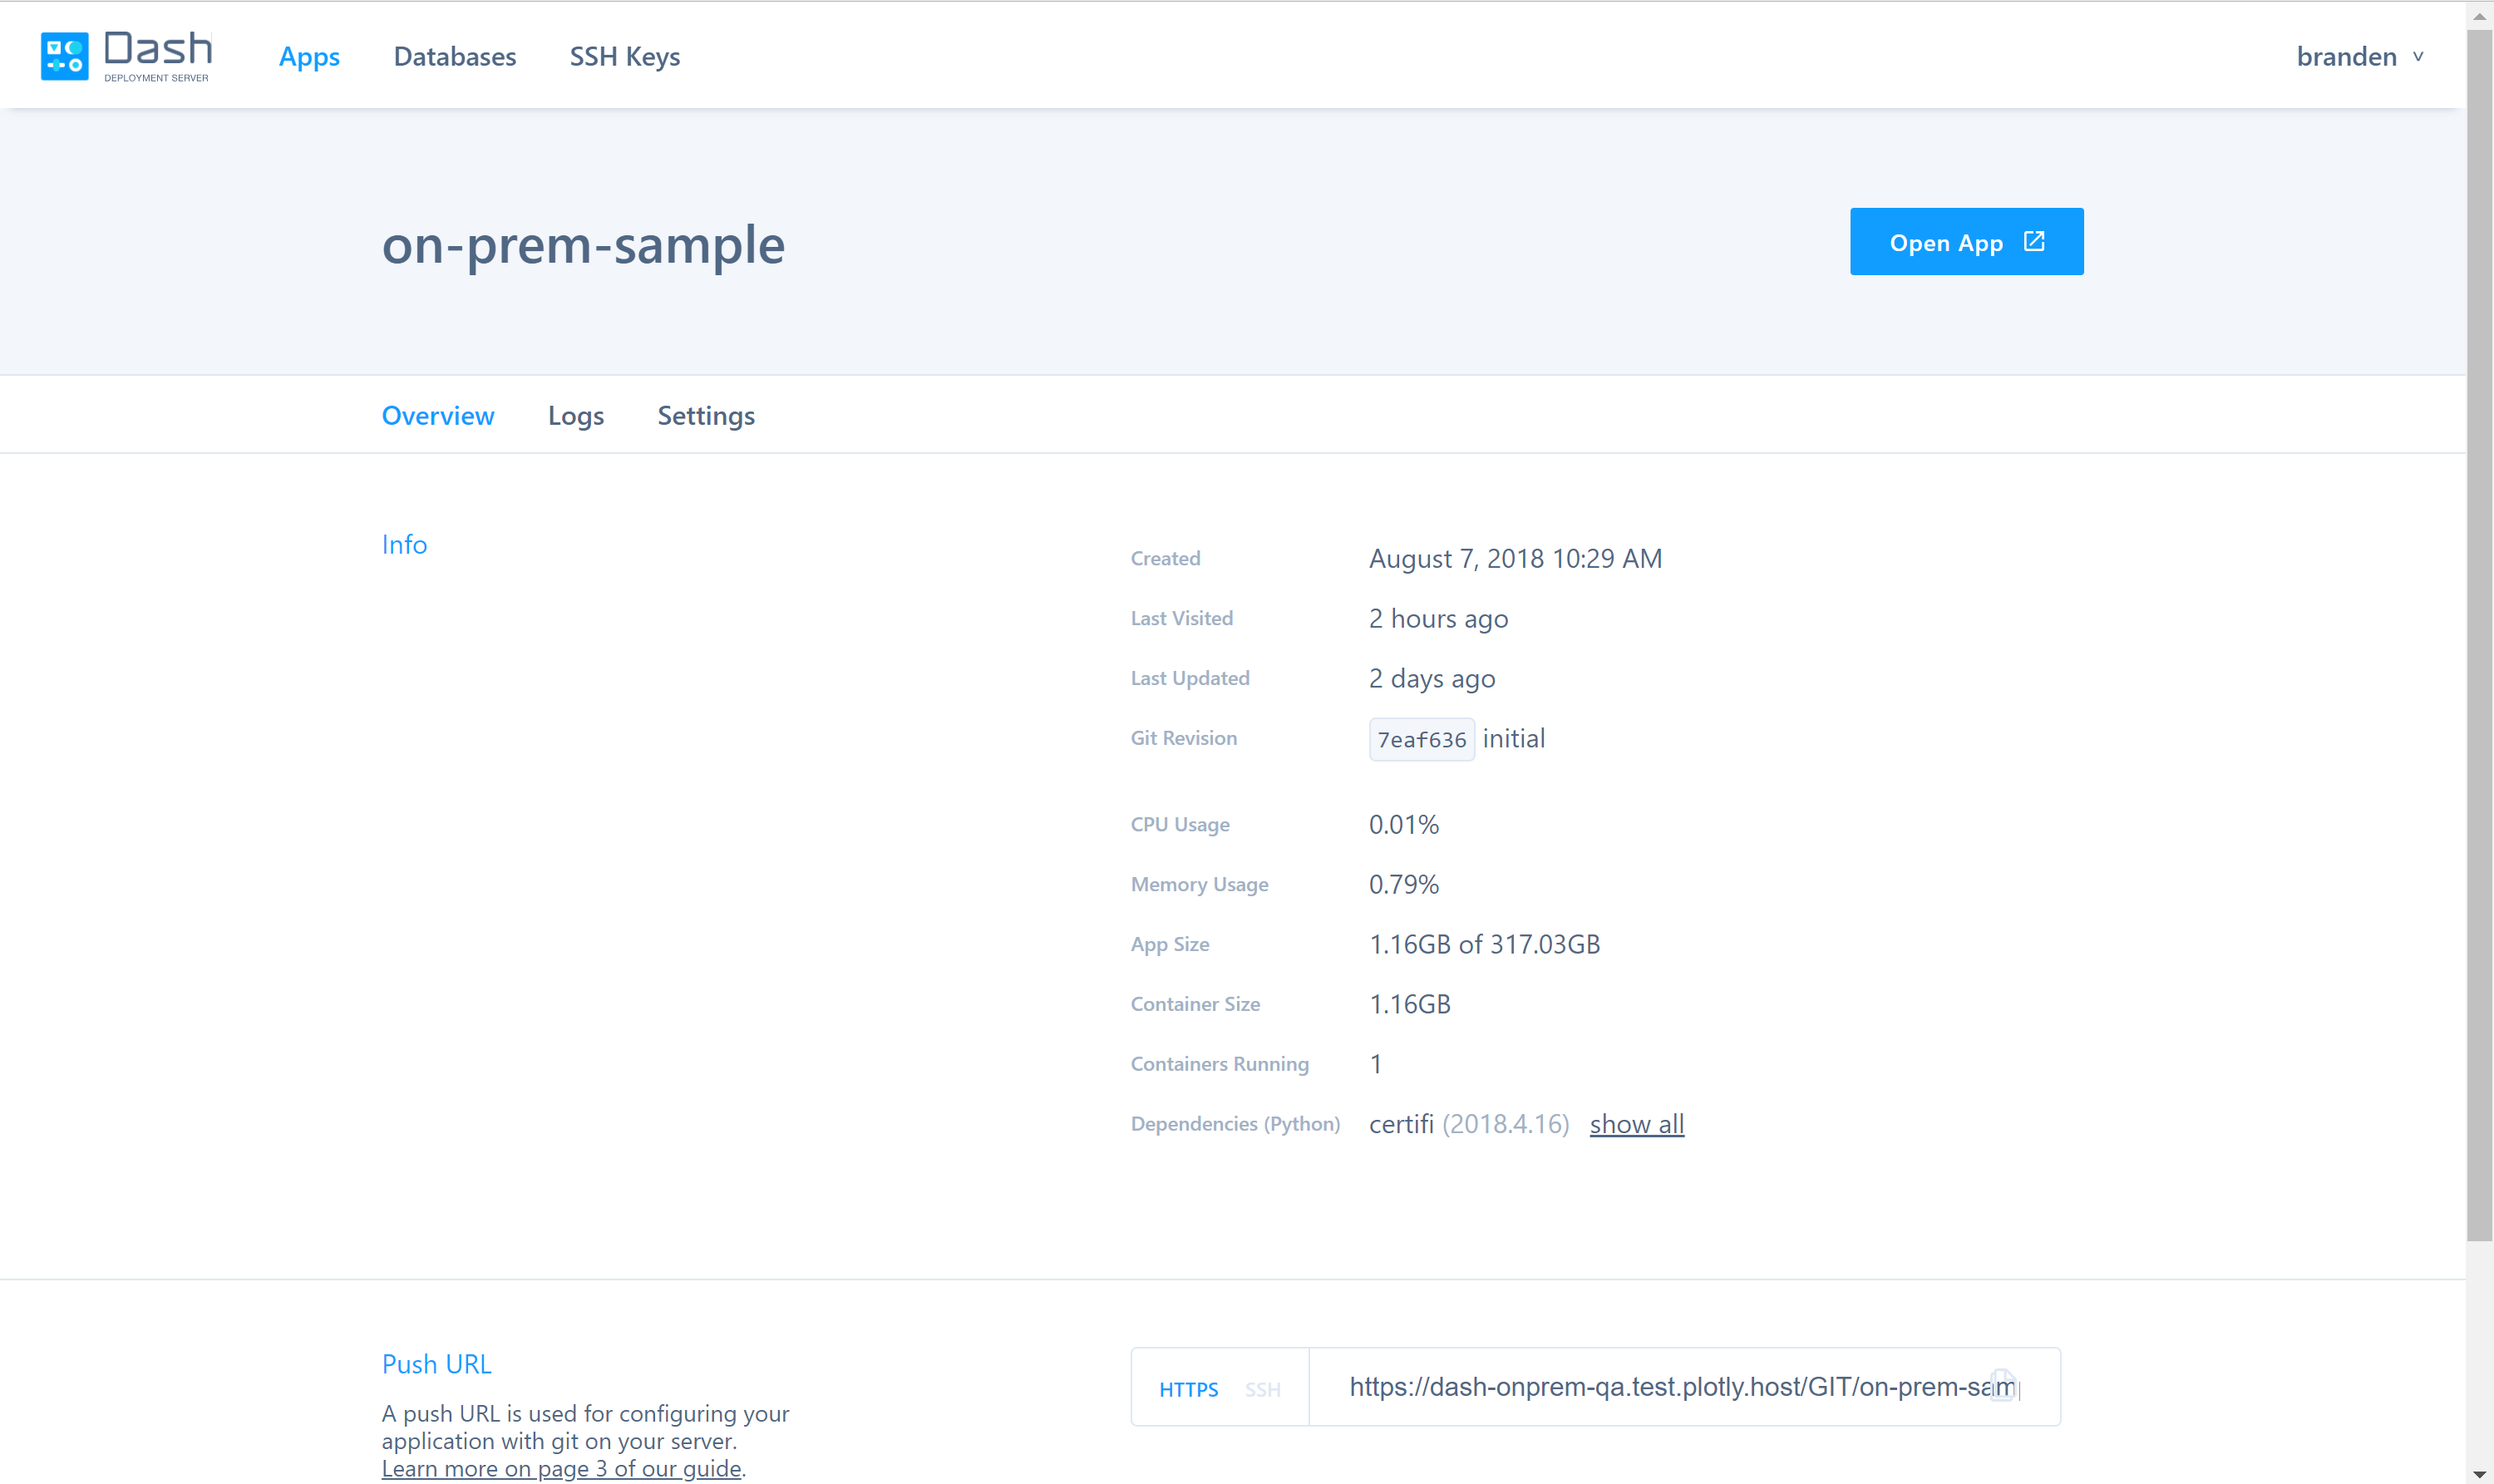 Dash
DEPLOYMENT SERVER
Apps Databases SSH Keys branden
on-prem-sample
Open App
Overview Logs Settings
Info
Created August 7, 2018 10:29 AM
Last Visited 2 hours ago
Last Updated 2 days ago
Git Revision 7eaf636 initial
CPU Usage 0.01%
Memory Usage 0.79%
App Size 1.16GB of 317.03GB
Container Size 1.16GB
Containers Running 1
Dependencies (Python) certifi (2018.4.16) show all
Push URL
HTTPS SSH https://dash-onprem-qa.test.plotly.host/GIT/on-prem-sam
A push URL is used for configuring your
application with git on your server.
Learn more on page 3 of our guide.